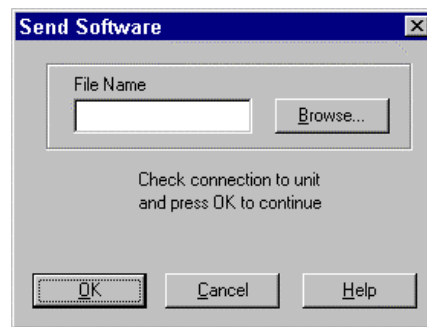 Send Software
File Name
Browse...
Check connection to unit
and press OK to continue
OK Cancel Help